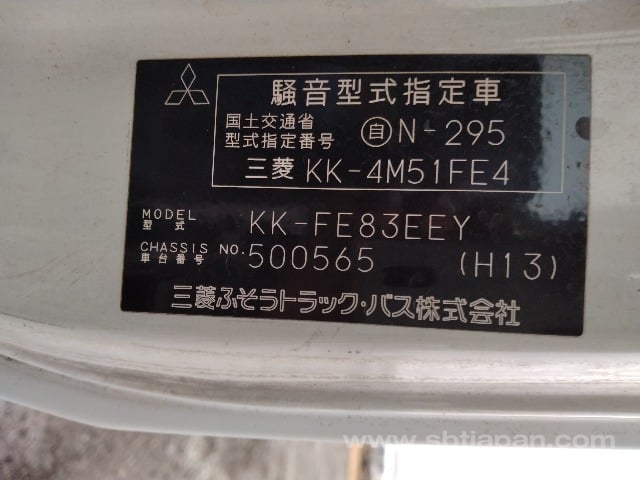 騒音型式指定車
国土交通省
型式指定番号 自N-295
三菱 KK-4M51FE4
MODEL
型式 KK-FE83EEY
CHASSIS NO.
車台番号 500565 (H13)
三菱ふそうトラック・バス株式会社
www.sbtjapan.com